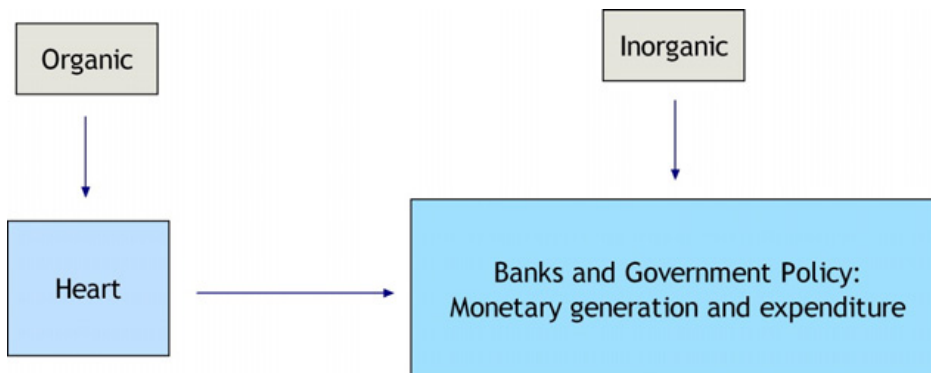 Organic
Inorganic
Heart
Banks and Government Policy:
Monetary generation and expenditure